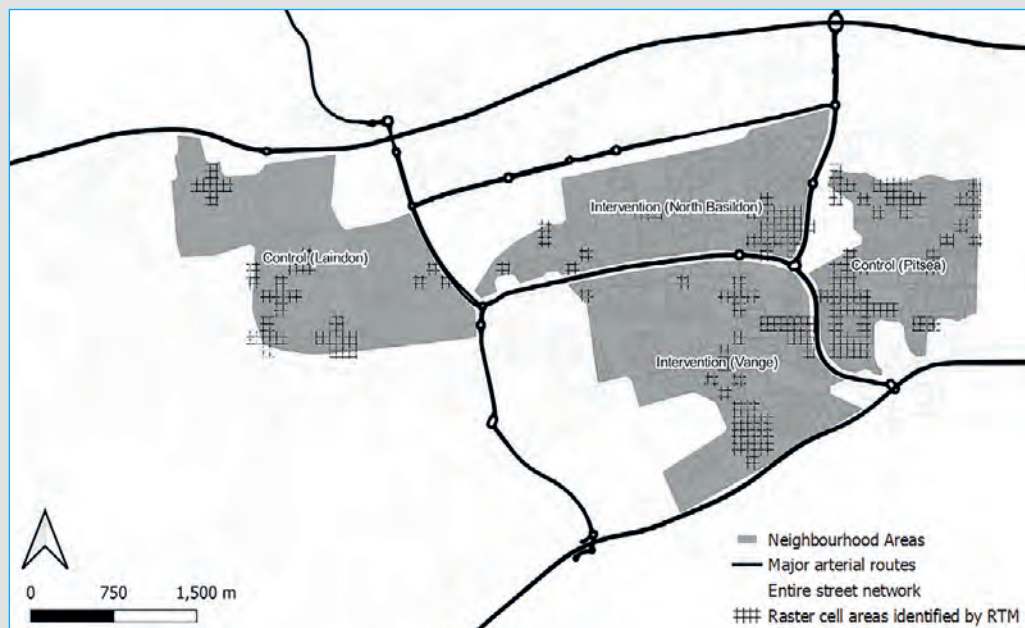 Intervention (North Basildon)
Control (Laindon)
Control (Pitsea)
Intervention (Vange)
Neighbourhood Areas
Major arterial routes
Entire street network
Raster cell areas identified by RTM
0 750 1,500 m